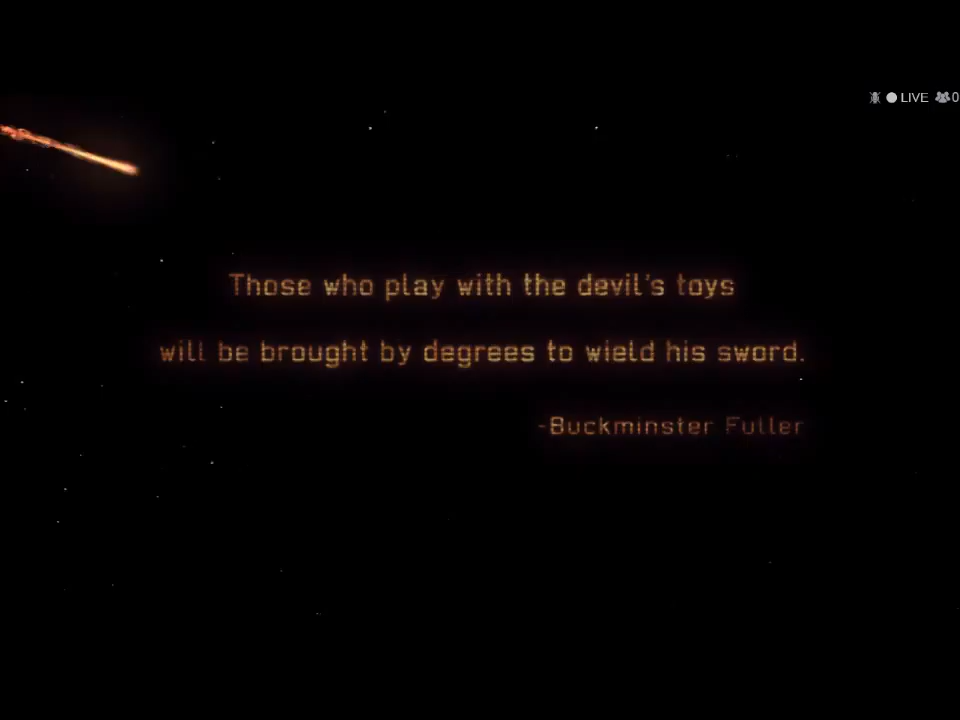 LIVE 0
Those who play with the devil's toys
will be brought by degrees to wield his sword.
-Buckminster Fuller